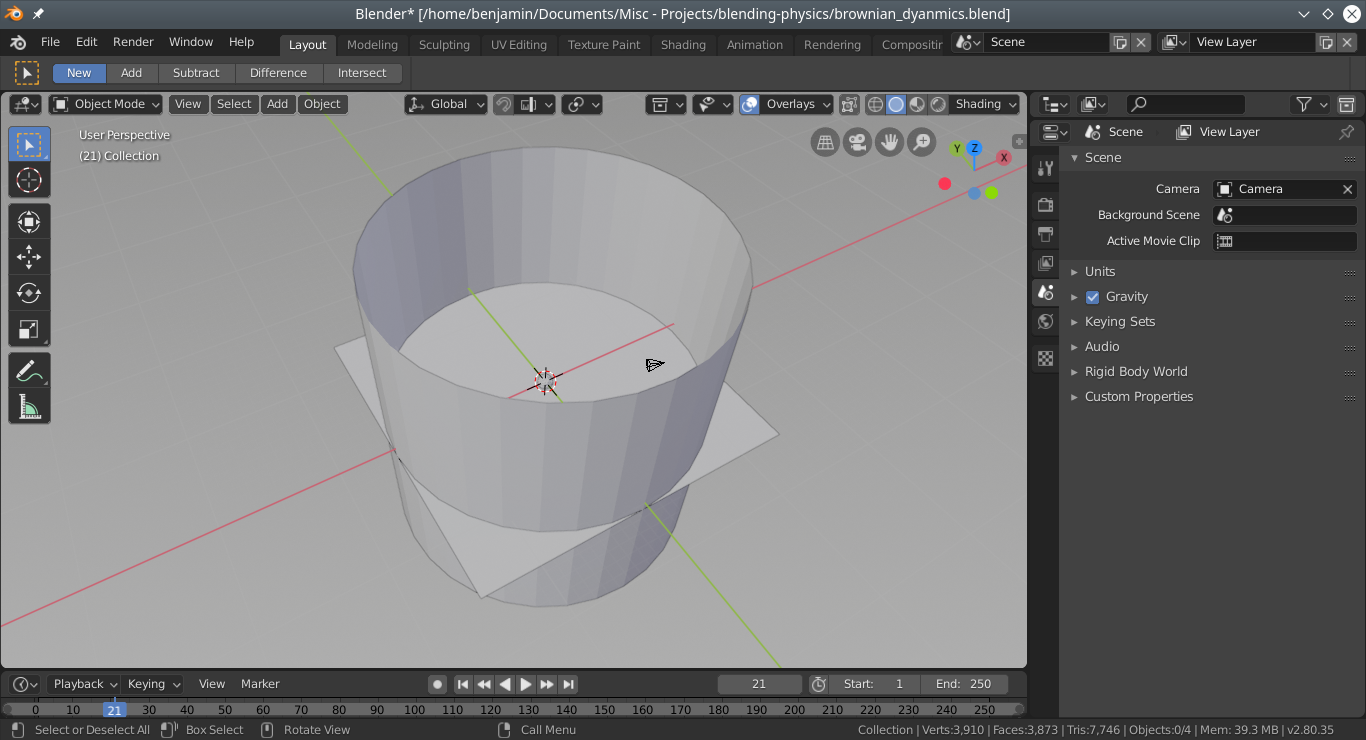 Blender* [/home/benjamin/Documents/Misc - Projects/blending-physics/brownian_dyanmics.blend]
File Edit Render Window Help Layout Modeling Sculpting UV Editing Texture Paint Shading Animation Rendering Compositin Scene View Layer
New Add Subtract Difference Intersect
Object Mode View Select Add Object Global Overlays Shading
User Perspective
(21) Collection
Y Z X
Scene View Layer
Scene
Camera Camera
Background Scene
Active Movie Clip
Units
Gravity
Keying Sets
Audio
Rigid Body World
Custom Properties
Playback Keying View Marker 21 Start: 1 End: 250
0 10 21 30 40 50 60 70 80 90 100 110 120 130 140 150 160 170 180 190 200 210 220 230 240 250
Select or Deselect All Box Select Rotate View Call Menu Collection | Verts:3,910 | Faces:3,873 | Tris:7,746 | Objects:0/4 | Mem: 39.3 MB | v2.80.35